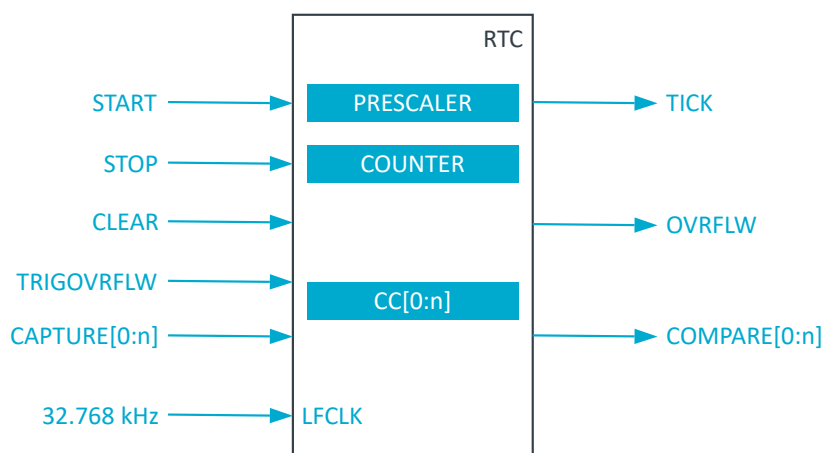 RTC
START
PRESCALER
TICK
STOP
COUNTER
CLEAR
OVRFLW
TRIGOVRFLW
CC[0:n]
CAPTURE[0:n]
COMPARE[0:n]
32.768 kHz
LFCLK